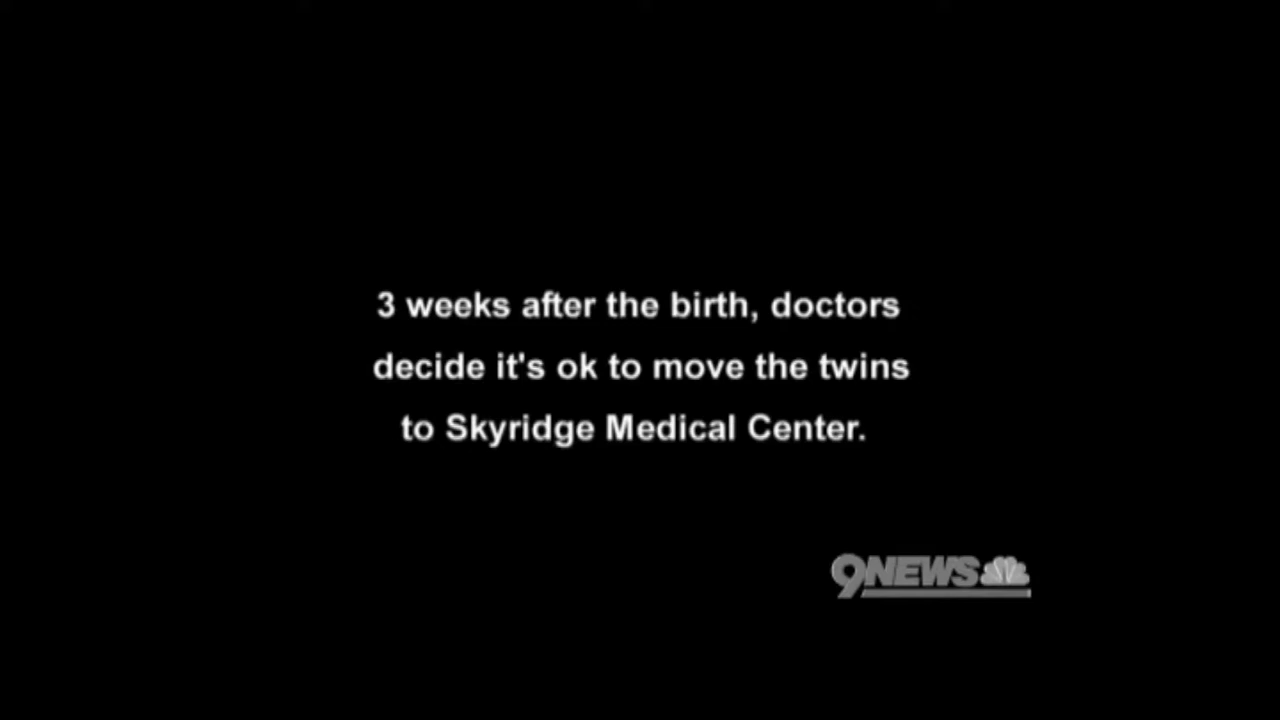 3 weeks after the birth, doctors
decide it's ok to move the twins
to Skyridge Medical Center.
9NEWS